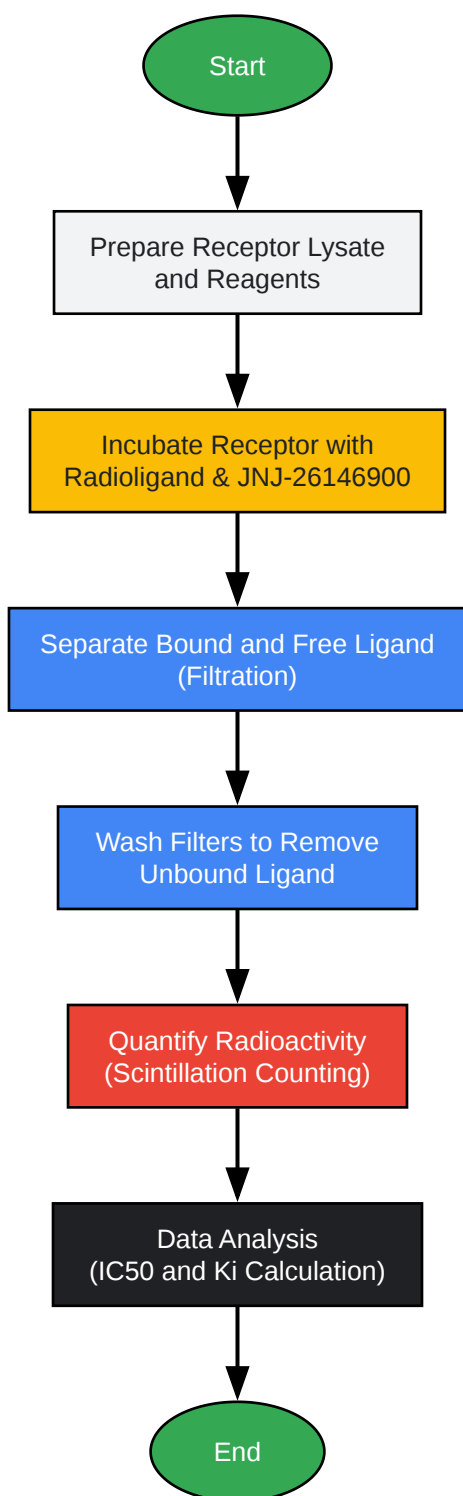 Start
Prepare Receptor Lysate
and Reagents
Incubate Receptor with
Radioligand & JNJ-26146900
Separate Bound and Free Ligand
(Filtration)
Wash Filters to Remove
Unbound Ligand
Quantify Radioactivity
(Scintillation Counting)
Data Analysis
(IC50 and Ki Calculation)
End